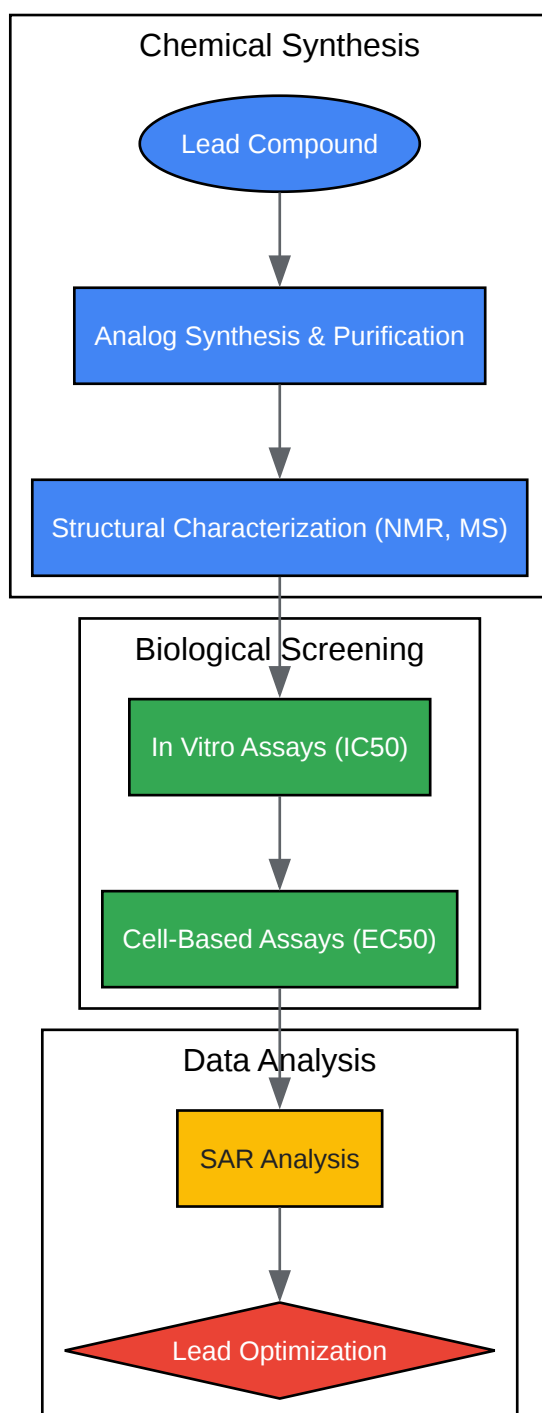 Chemical Synthesis
Lead Compound
Analog Synthesis & Purification
Structural Characterization (NMR, MS)
Biological Screening
In Vitro Assays (IC50)
Cell-Based Assays (EC50)
Data Analysis
SAR Analysis
Lead Optimization